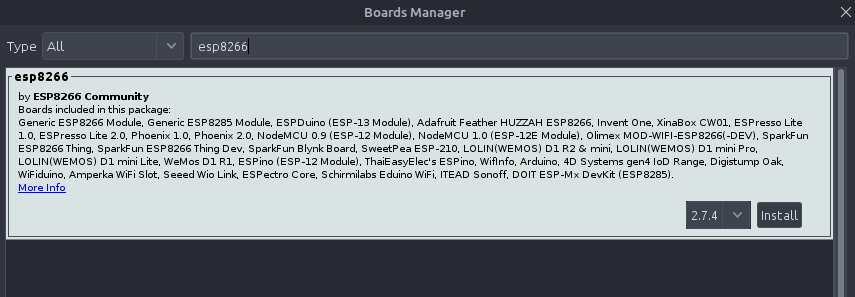 Boards Manager
Type All esp8266
esp8266
by ESP8266 Community
Boards included in this package:
Generic ESP8266 Module, Generic ESP8285 Module, ESPDuino (ESP-13 Module), Adafruit Feather HUZZAH ESP8266, Invent One, XinaBox CW01, ESPresso Lite
1.0, ESPresso Lite 2.0, Phoenix 1.0, Phoenix 2.0, NodeMCU 0.9 (ESP-12 Module), NodeMCU 1.0 (ESP-12E Module), Olimex MOD-WIFI-ESP8266(-DEV), SparkFun
ESP8266 Thing, SparkFun ESP8266 Thing Dev, SparkFun Blynk Board, SweetPea ESP-210, LOLIN(WEMOS) D1 R2 & mini, LOLIN(WEMOS) D1 mini Pro,
LOLIN(WEMOS) D1 mini Lite, WeMos D1 R1, ESPino (ESP-12 Module), ThaiEasyElec's ESPino, WifInfo, Arduino, 4D Systems gen4 IoD Range, Digistump Oak,
WiFiduino, Amperka WiFi Slot, Seeed Wio Link, ESPectro Core, Schirmilabs Eduino WiFi, ITEAD Sonoff, DOIT ESP-Mx DevKit (ESP8285).
More Info
2.7.4 Install